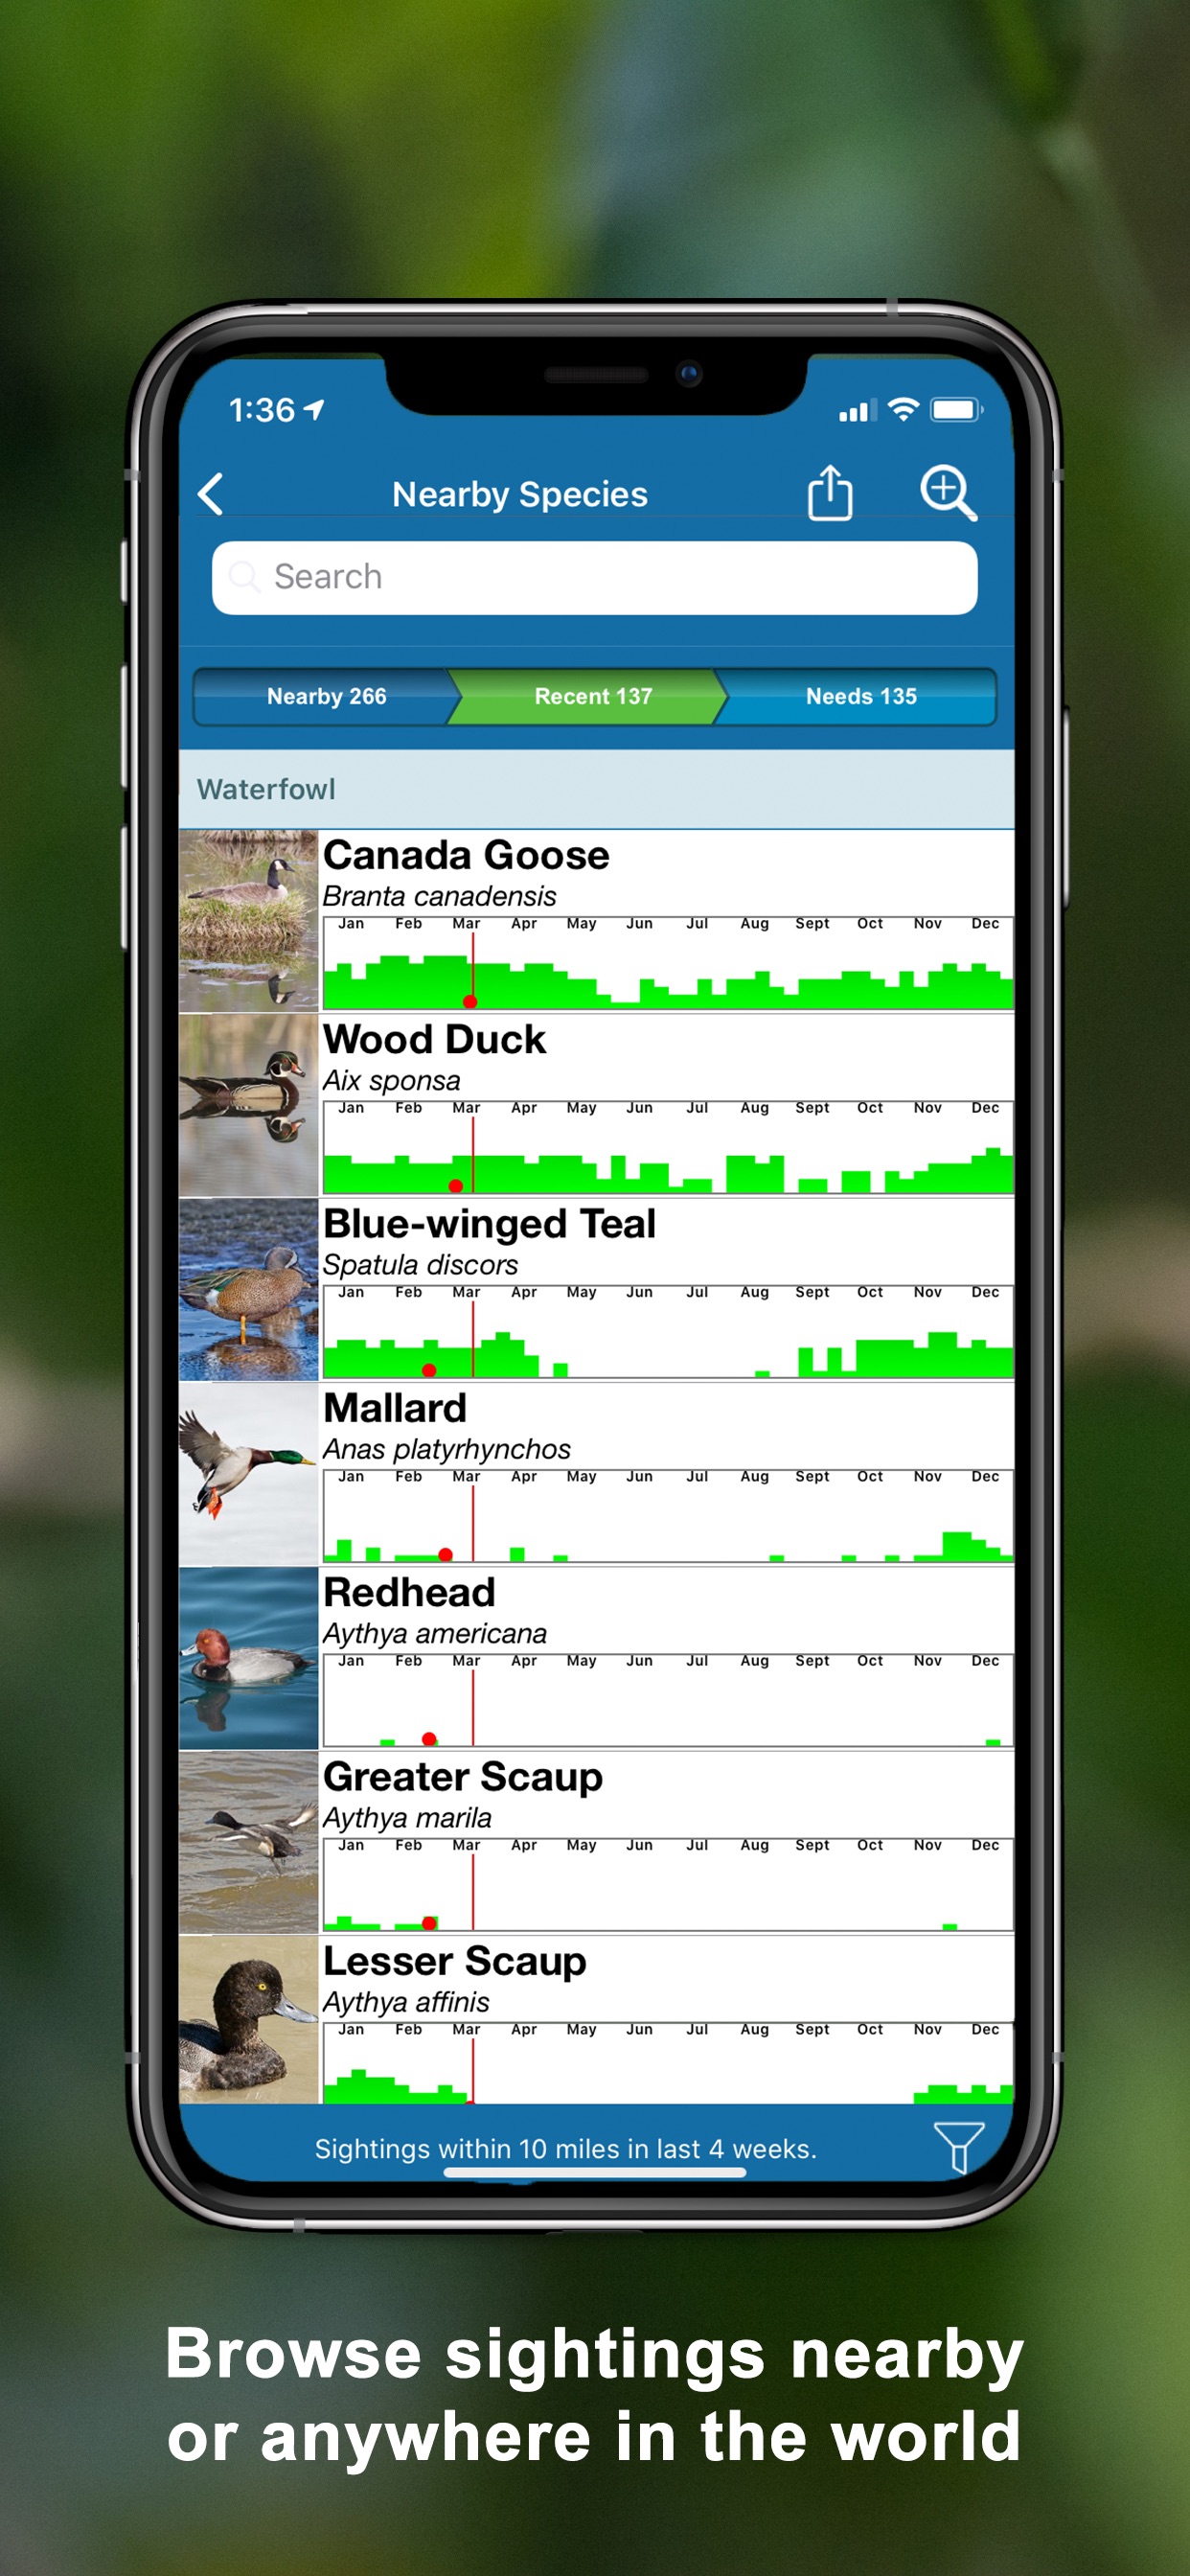 1:36
Nearby Species
Search
Nearby 266 Recent 137 Needs 135
Waterfowl
Canada Goose
Branta canadensis
Jan Feb Mar Apr May Jun Jul Aug Sept Oct Nov Dec
Wood Duck
Aix sponsa
Jan Feb Mar Apr May Jun Jul Aug Sept Oct Nov Dec
Blue-winged Teal
Spatula discors
Jan Feb Mar Apr May Jun Jul Aug Sept Oct Nov Dec
Mallard
Anas platyrhynchos
Jan Feb Mar Apr May Jun Jul Aug Sept Oct Nov Dec
Redhead
Aythya americana
Jan Feb Mar Apr May Jun Jul Aug Sept Oct Nov Dec
Greater Scaup
Aythya marila
Jan Feb Mar Apr May Jun Jul Aug Sept Oct Nov Dec
Lesser Scaup
Aythya affinis
Jan Feb Mar Apr May Jun Jul Aug Sept Oct Nov Dec
Sightings within 10 miles in last 4 weeks.
Browse sightings nearby
or anywhere in the world